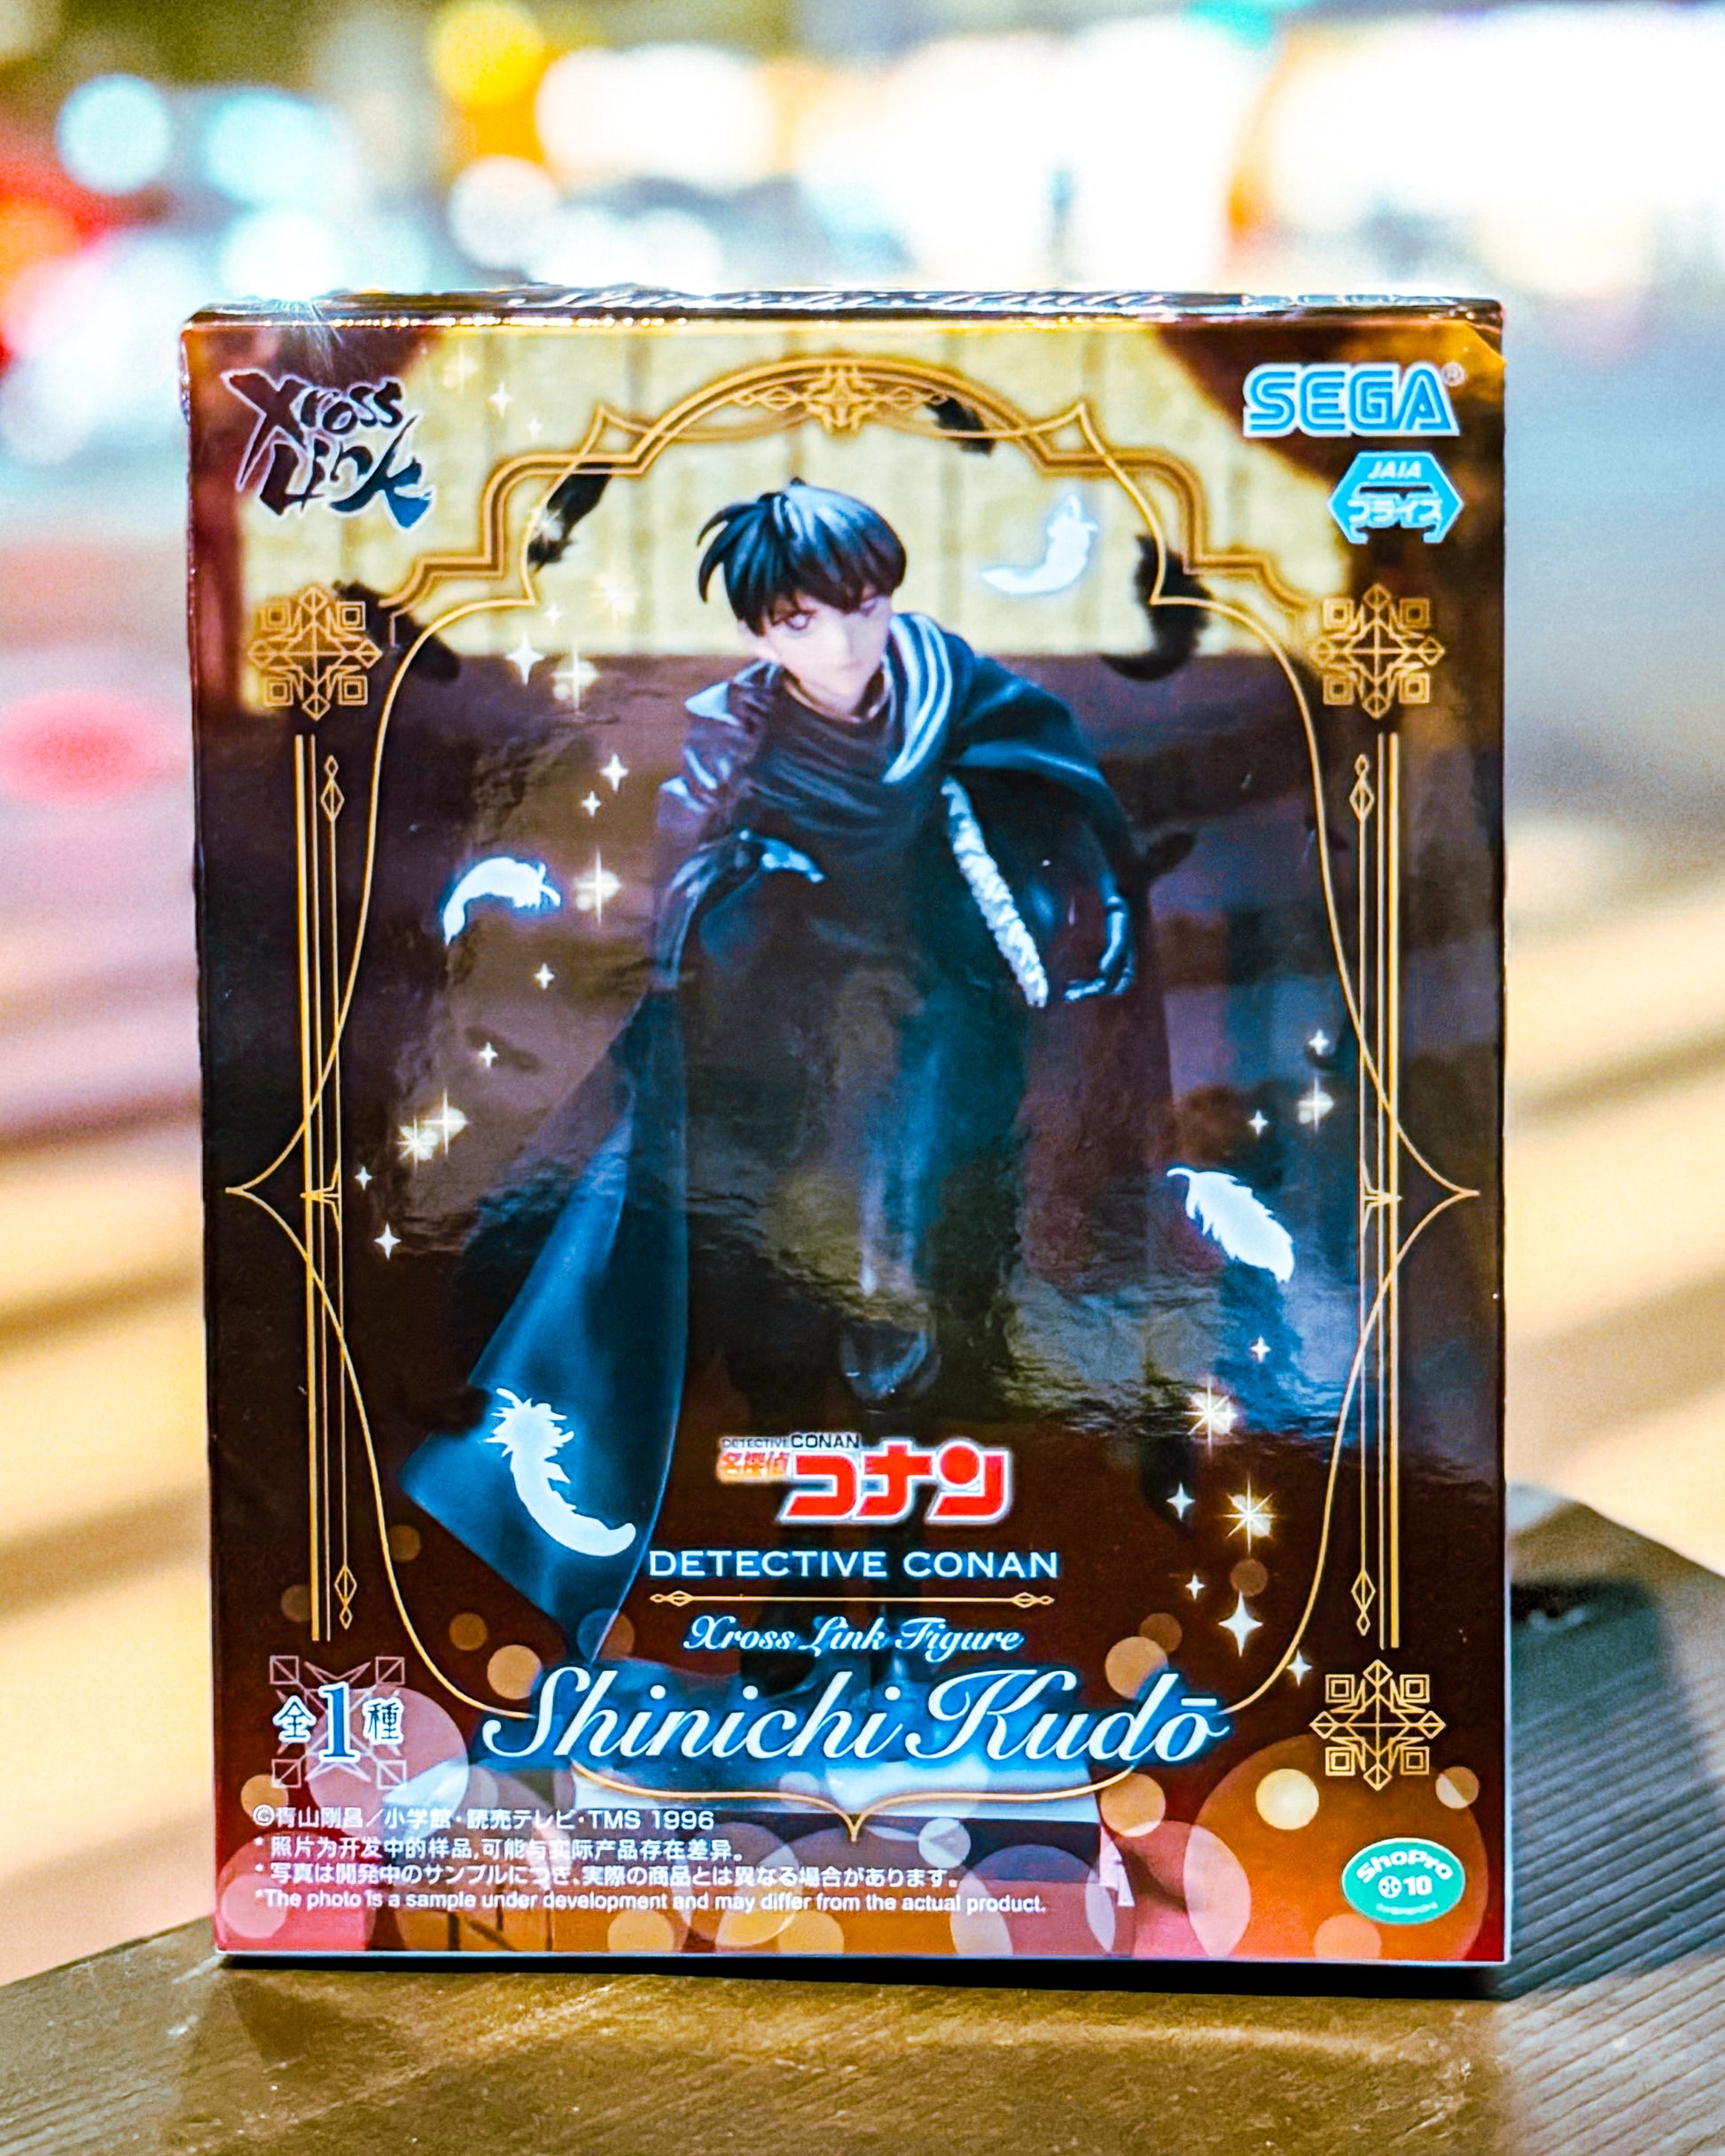 Xross
Link
SEGA®
JAIA
プライズ
DETECTIVE CONAN
名探偵
コナン
DETECTIVE CONAN
Xross Link Figure
Shinichi Kudō
全1種
©青山剛昌/小学館・読売テレビ・TMS 1996
* 照片为开发中的样品,可能与实际产品存在差异。
* 写真は開発中のサンプルにつき、実際の商品とは異なる場合があります。
*The photo is a sample under development and may differ from the actual product.
ShoPro
10